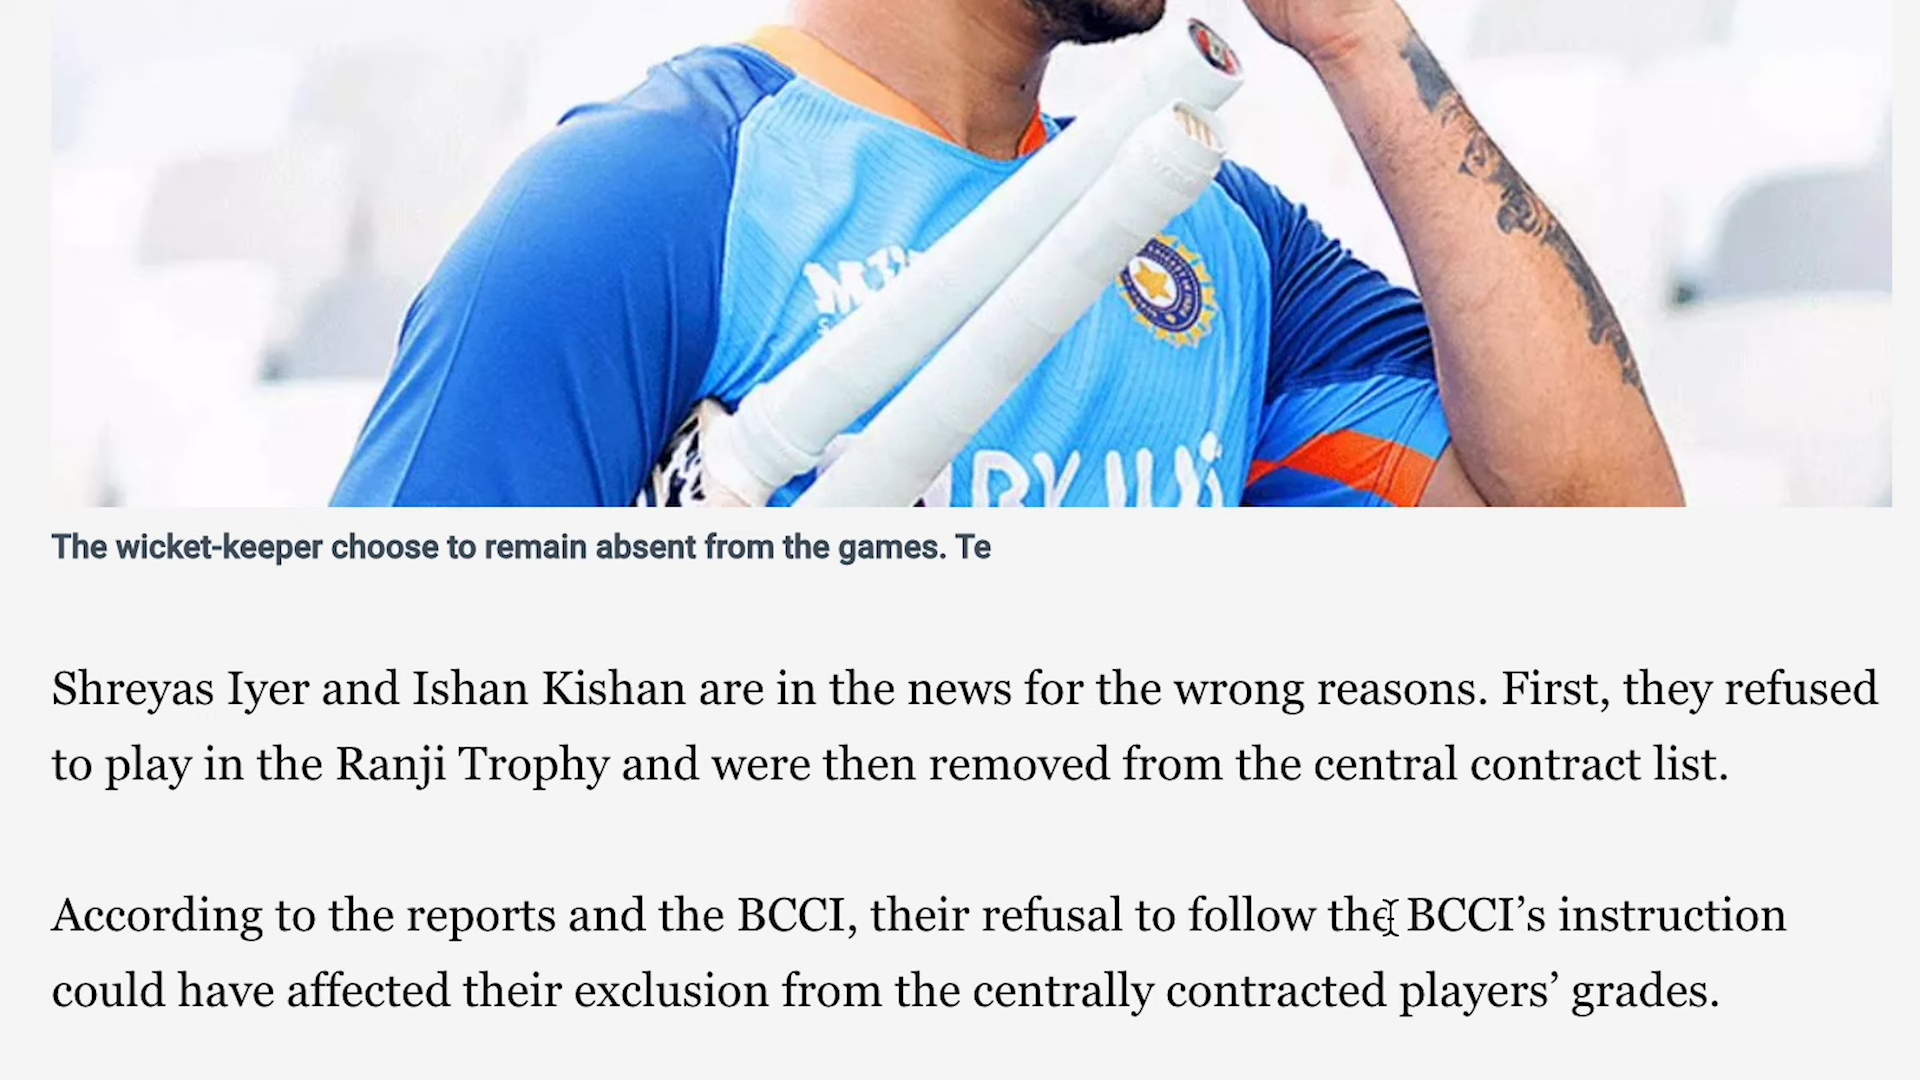 The wicket-keeper choose to remain absent from the games. Te
Shreyas Iyer and Ishan Kishan are in the news for the wrong reasons. First, they refused
to play in the Ranji Trophy and were then removed from the central contract list.
According to the reports and the BCCI, their refusal to follow the BCCI’s instruction
could have affected their exclusion from the centrally contracted players’ grades.